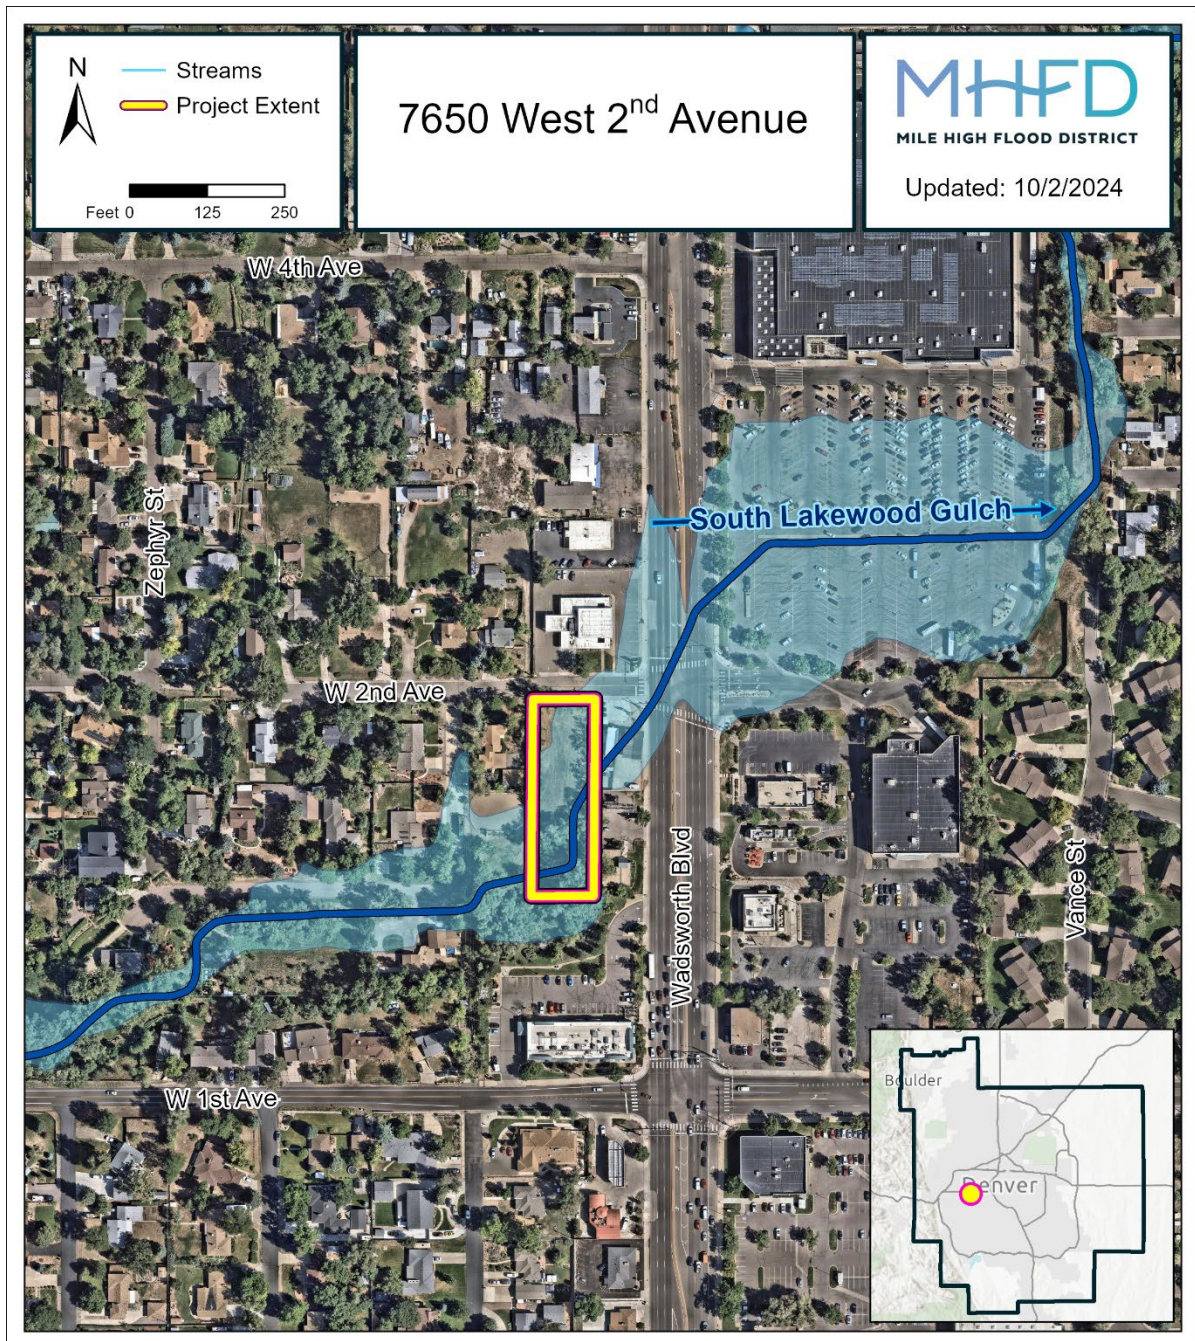 N
Streams
Project Extent
Feet 0 125 250
7650 West 2nd Avenue
MHFD
MILE HIGH FLOOD DISTRICT
Updated: 10/2/2024
W 4th Ave
Zephyr St
South Lakewood Gulch
W 2nd Ave
Wadsworth Blvd
Vance St
W 1st Ave
Boulder
Denver